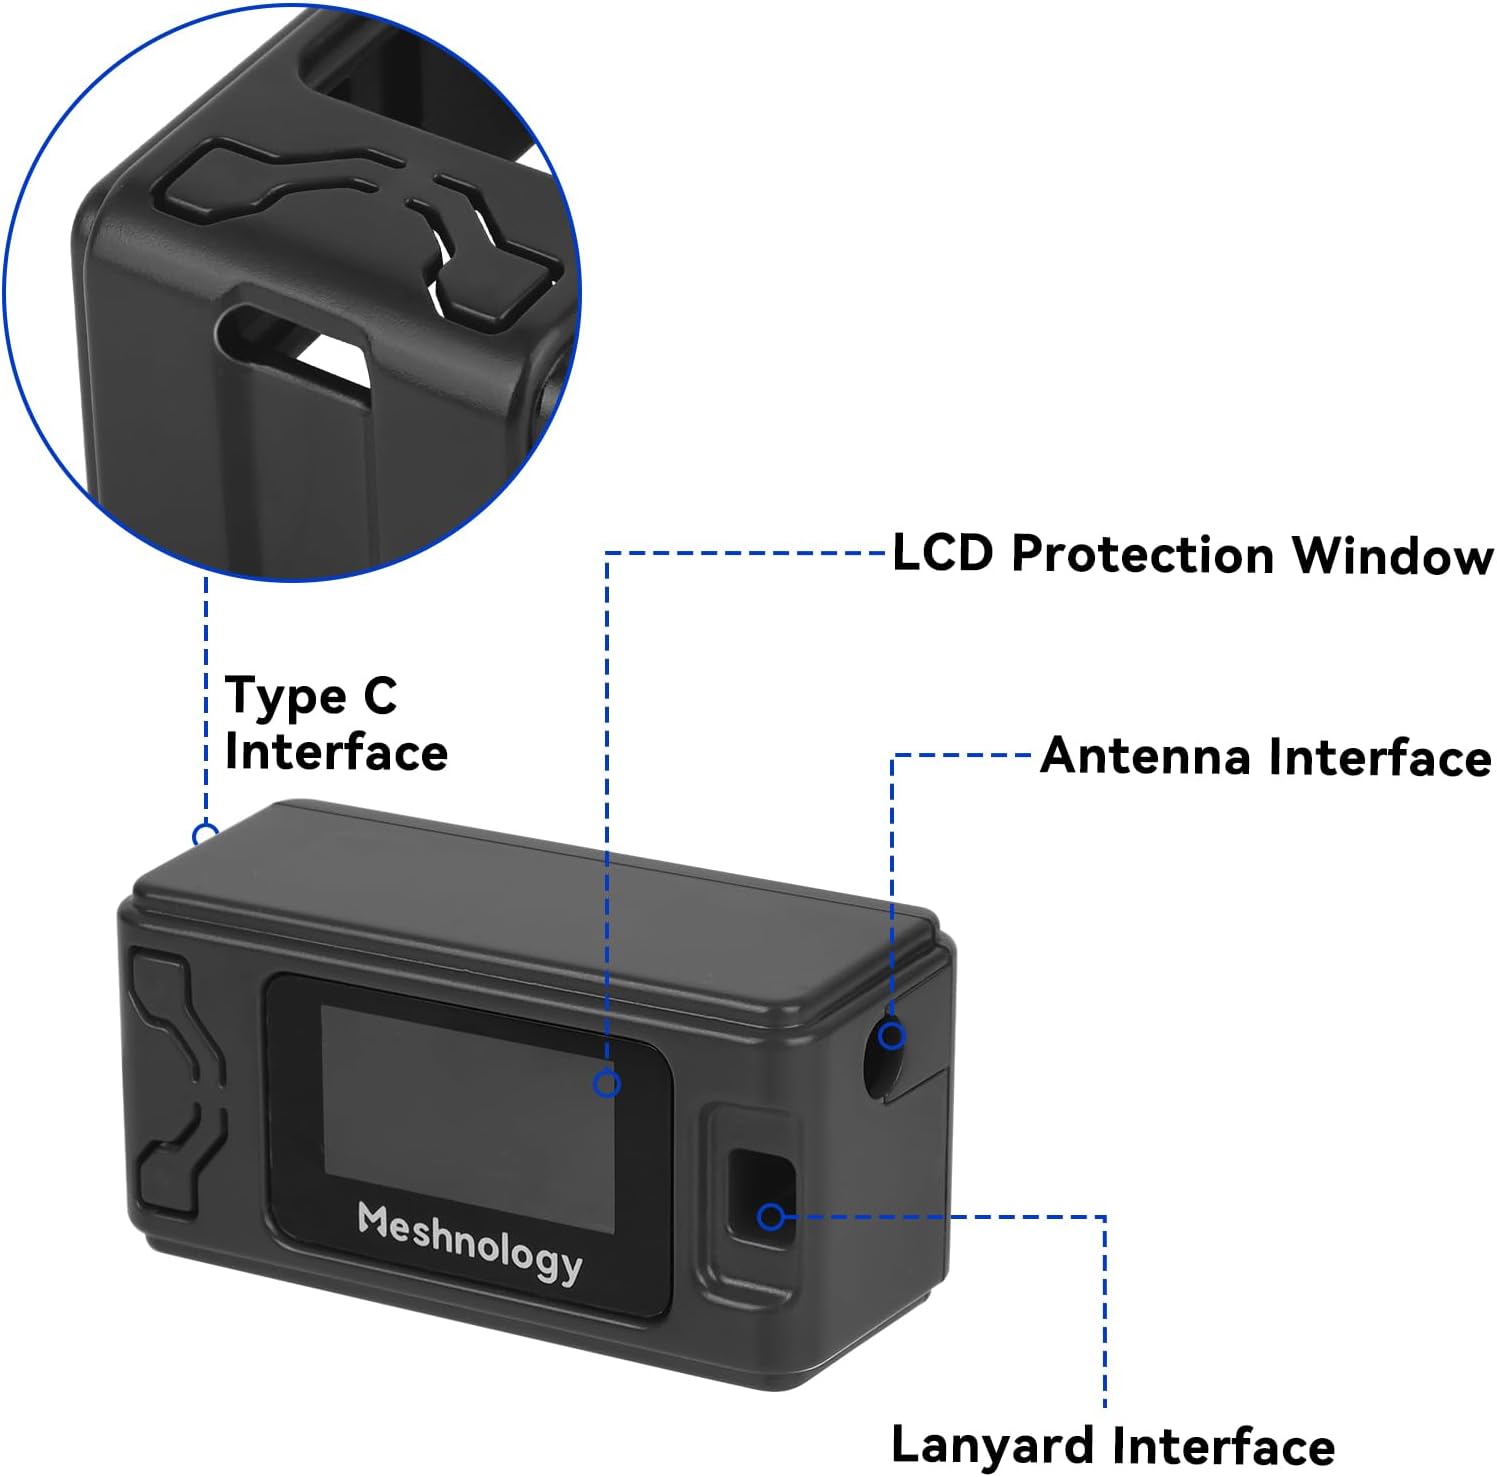 LCD Protection Window
Type C
Interface
Antenna Interface
Meshnology
Lanyard Interface